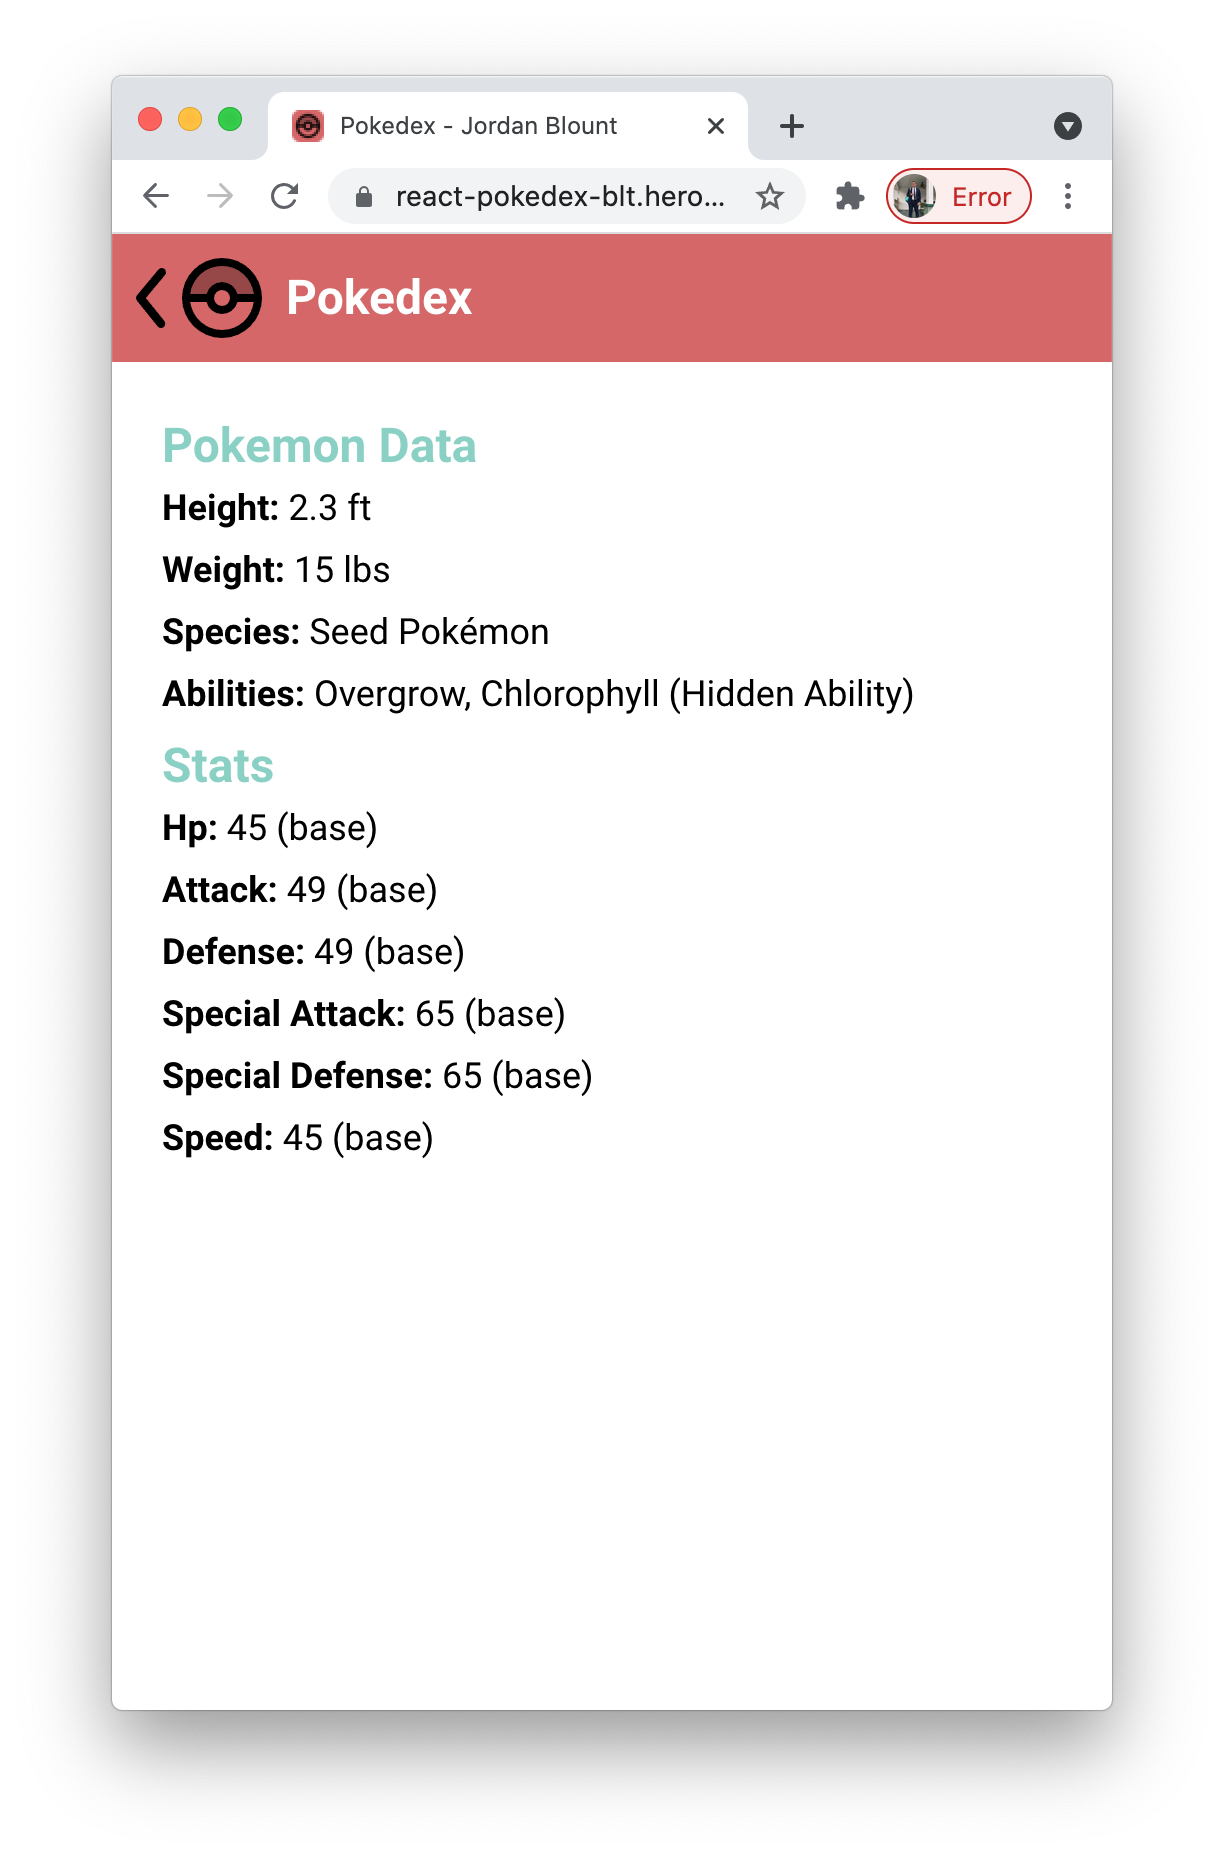 Pokedex - Jordan Blount
react-pokedex-blt.hero...
Error
Pokedex
Pokemon Data
Height: 2.3 ft
Weight: 15 lbs
Species: Seed Pokémon
Abilities: Overgrow, Chlorophyll (Hidden Ability)
Stats
Hp: 45 (base)
Attack: 49 (base)
Defense: 49 (base)
Special Attack: 65 (base)
Special Defense: 65 (base)
Speed: 45 (base)